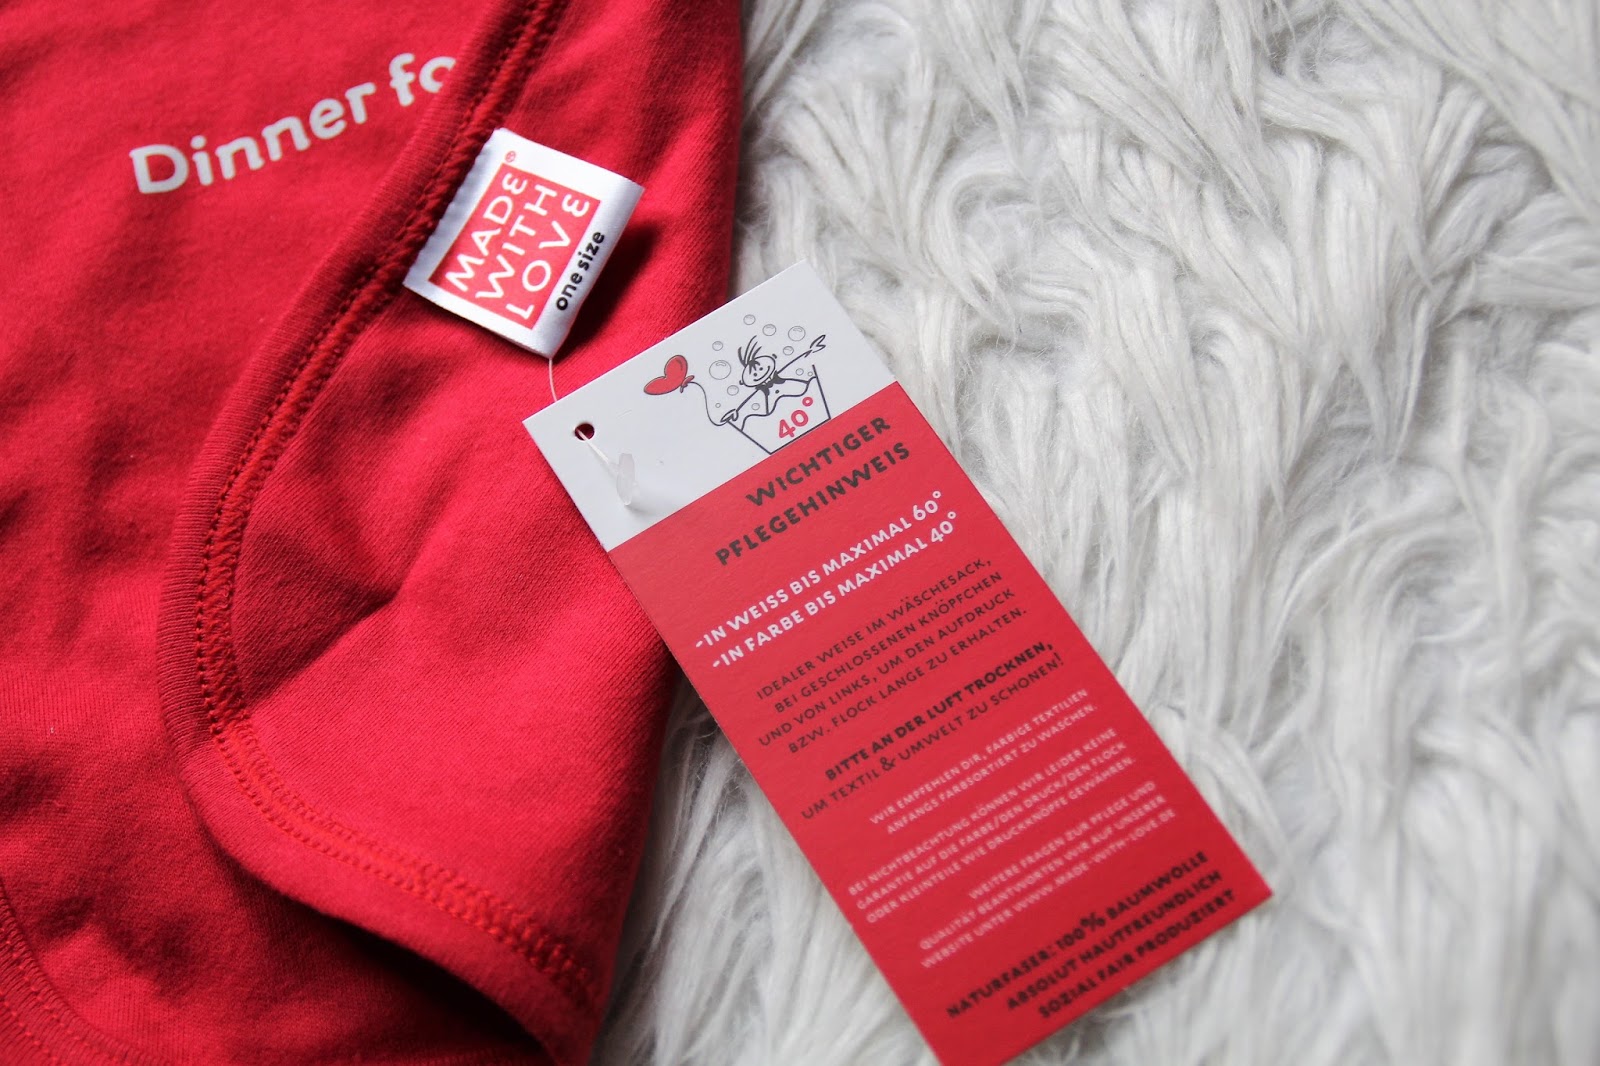 Dinner fo
MADE
WITH
LOVE
one size
40°
WICHTIGER
PFLEGEHINWEIS
-IN WEISS BIS MAXIMAL 60°
-IN FARBE BIS MAXIMAL 40°
IDEALER WEISE IM WÄSCHESACK,
BEI GESCHLOSSENEN KNÖPFCHEN
UND VON LINKS, UM DEN AUFDRUCK
BZW. FLOCK LANGE ZU ERHALTEN.
BITTE AN DER LUFT TROCKNEN,
UM TEXTIL & UMWELT ZU SCHONEN!
WIR EMPFEHLEN DIR, FARBIGE TEXTILIEN
ANFANGS FARBSORTIERT ZU WASCHEN.
BEI NICHTBEACHTUNG KÖNNEN WIR LEIDER KEINE
GARANTIE AUF DIE FARBE/DEN DRUCK/DEN FLOCK
ODER KLEINTEILE WIE DRUCKKNÖPFE GEWÄHREN.
WEITERE FRAGEN ZUR PFLEGE UND
QUALITÄT BEANTWORTEN WIR AUF UNSERER
WEBSITE UNTER WWW.MADE-WITH-LOVE.DE
NATURFASER: 100% BAUMWOLLE
ABSOLUT HAUTFREUNDLICH
SOZIAL FAIR PRODUZIERT